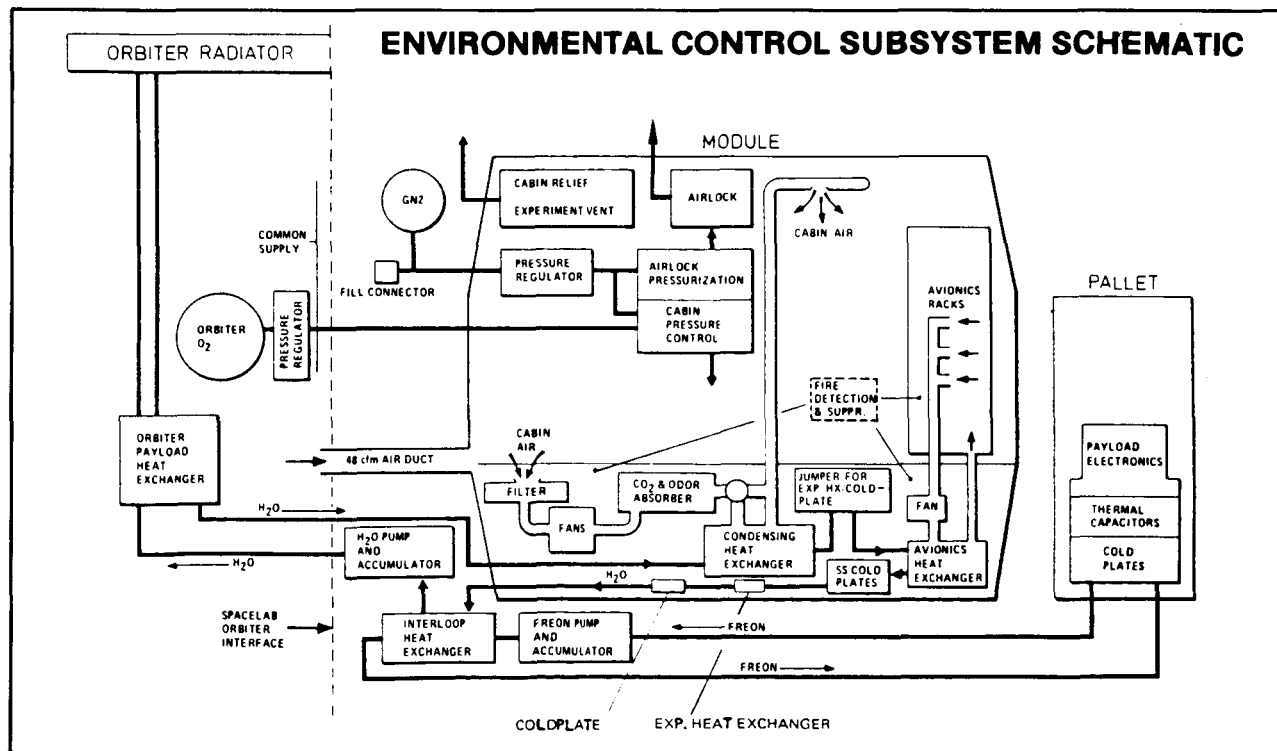 ENVIRONMENTAL CONTROL SUBSYSTEM SCHEMATIC
ORBITER RADIATOR
MODULE
GN2
CABIN RELIEF
EXPERIMENT VENT
AIRLOCK
CABIN AIR
COMMON
SUPPLY
FILL CONNECTOR
PRESSURE
REGULATOR
AIRLOCK
PRESSURIZATION
CABIN
PRESSURE
CONTROL
AVIONICS
RACKS
PALLET
ORBITER
O2
PRESSURE
REGULATOR
FIRE
DETECTION
& SUPPR.
ORBITER
PAYLOAD
HEAT
EXCHANGER
48 cfm AIR DUCT
CABIN
AIR
FILTER
FANS
CO2 & ODOR
ABSORBER
JUMPER FOR
EXP. HX-COLD-
PLATE
FAN
PAYLOAD
ELECTRONICS
THERMAL
CAPACITORS
COLD
PLATES
H2O
H2O PUMP
AND
ACCUMULATOR
CONDENSING
HEAT
EXCHANGER
SS COLD
PLATES
AVIONICS
HEAT
EXCHANGER
H2O
H2O
SPACELAB
ORBITER
INTERFACE
INTERLOOP
HEAT
EXCHANGER
FREON PUMP
AND
ACCUMULATOR
FREON
FREON
COLDPLATE
EXP. HEAT EXCHANGER